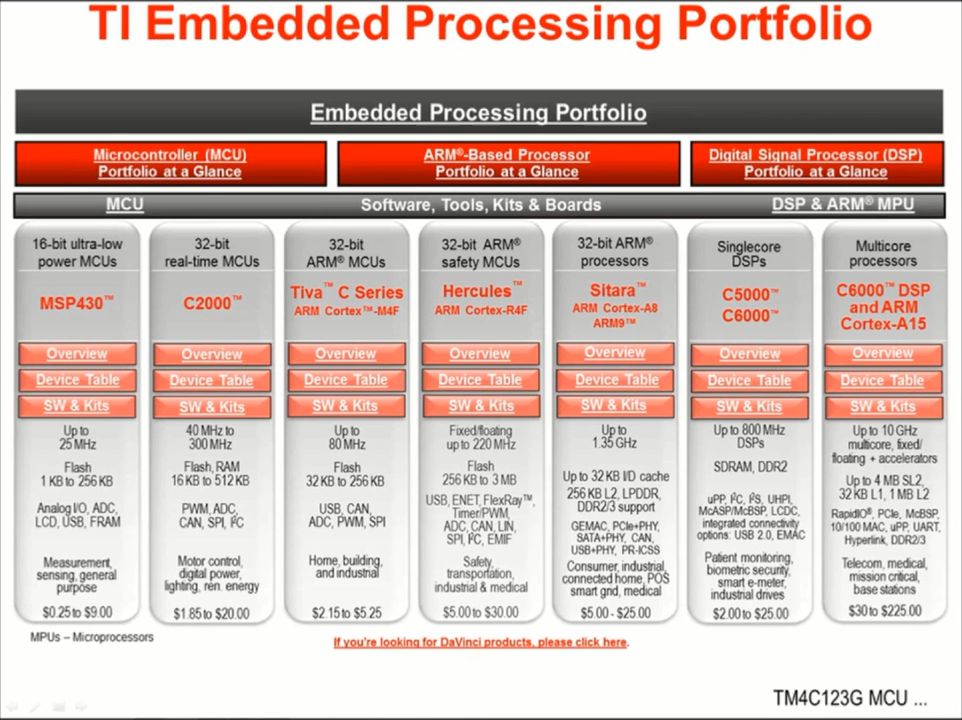 TI Embedded Processing Portfolio
Embedded Processing Portfolio
Microcontroller (MCU)
Portfolio at a Glance
ARM®-Based Processor
Portfolio at a Glance
Digital Signal Processor (DSP)
Portfolio at a Glance
MCU
Software, Tools, Kits & Boards
DSP & ARM® MPU
16-bit ultra-low
power MCUs
MSP430™
Overview
Device Table
SW & Kits
Up to
25 MHz
Flash
1 KB to 256 KB
Analog I/O, ADC,
LCD, USB, FRAM
Measurement,
sensing, general
purpose
$0.25 to $9.00
32-bit
real-time MCUs
C2000™
Overview
Device Table
SW & Kits
40 MHz to
300 MHz
Flash, RAM
16 KB to 512 KB
PWM, ADC,
CAN, SPI, I²C
Motor control,
digital power,
lighting, ren. energy
$1.85 to $20.00
32-bit
ARM® MCUs
Tiva™ C Series
ARM Cortex™-M4F
Overview
Device Table
SW & Kits
Up to
80 MHz
Flash
32 KB to 256 KB
USB, CAN,
ADC, PWM, SPI
Home, building,
and industrial
$2.15 to $5.25
32-bit ARM®
safety MCUs
Hercules™
ARM Cortex-R4F
Overview
Device Table
SW & Kits
Fixed/floating
up to 220 MHz
Flash
256 KB to 3 MB
USB, ENET, FlexRay™,
Timer/PWM,
ADC, CAN, LIN,
SPI, I²C, EMIF
Safety,
transportation,
industrial & medical
$5.00 to $30.00
32-bit ARM®
processors
Sitara™
ARM Cortex-A8
ARM9™
Overview
Device Table
SW & Kits
Up to
1.35 GHz
Up to 32 KB I/D cache
256 KB L2, LPDDR,
DDR2/3 support
GEMAC, PCIe+PHY,
SATA+PHY, CAN,
USB+PHY, PR-ICSS
Consumer, industrial,
connected home, POS
smart grid, medical
$5.00 - $25.00
Singlecore
DSPs
C5000™
C6000™
Overview
Device Table
SW & Kits
Up to 800 MHz
DSPs
SDRAM, DDR2
uPP, I²C, I²S, UHPI,
McASP/McBSP, LCDC,
integrated connectivity
options: USB 2.0, EMAC
Patient monitoring,
biometric security,
smart e-meter,
industrial drives
$2.00 to $25.00
Multicore
processors
C6000™ DSP
and ARM
Cortex-A15
Overview
Device Table
SW & Kits
Up to 10 GHz
multicore, fixed/
floating + accelerators
Up to 4 MB SL2,
32 KB L1, 1 MB L2
RapidIO®, PCIe, McBSP,
10/100 MAC, uPP, UART,
Hyperlink, DDR2/3
Telecom, medical,
mission critical,
base stations
$30 to $225.00
MPUs – Microprocessors
If you're looking for DaVinci products, please click here.
TM4C123G MCU ...